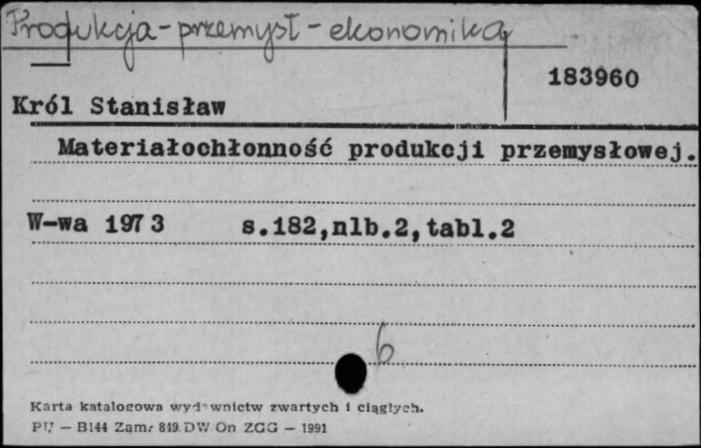 Produkcja - przemysł - ekonomika
183960
Król Stanisław
Materiałochłonność produkcji przemysłowej.
W-wa 1973 s.182,nlb.2,tabl.2
6
Karta katalogowa wydawnictw zwartych i ciągłych.
PU — B144 Zam. 849. DW On ZGG — 1991